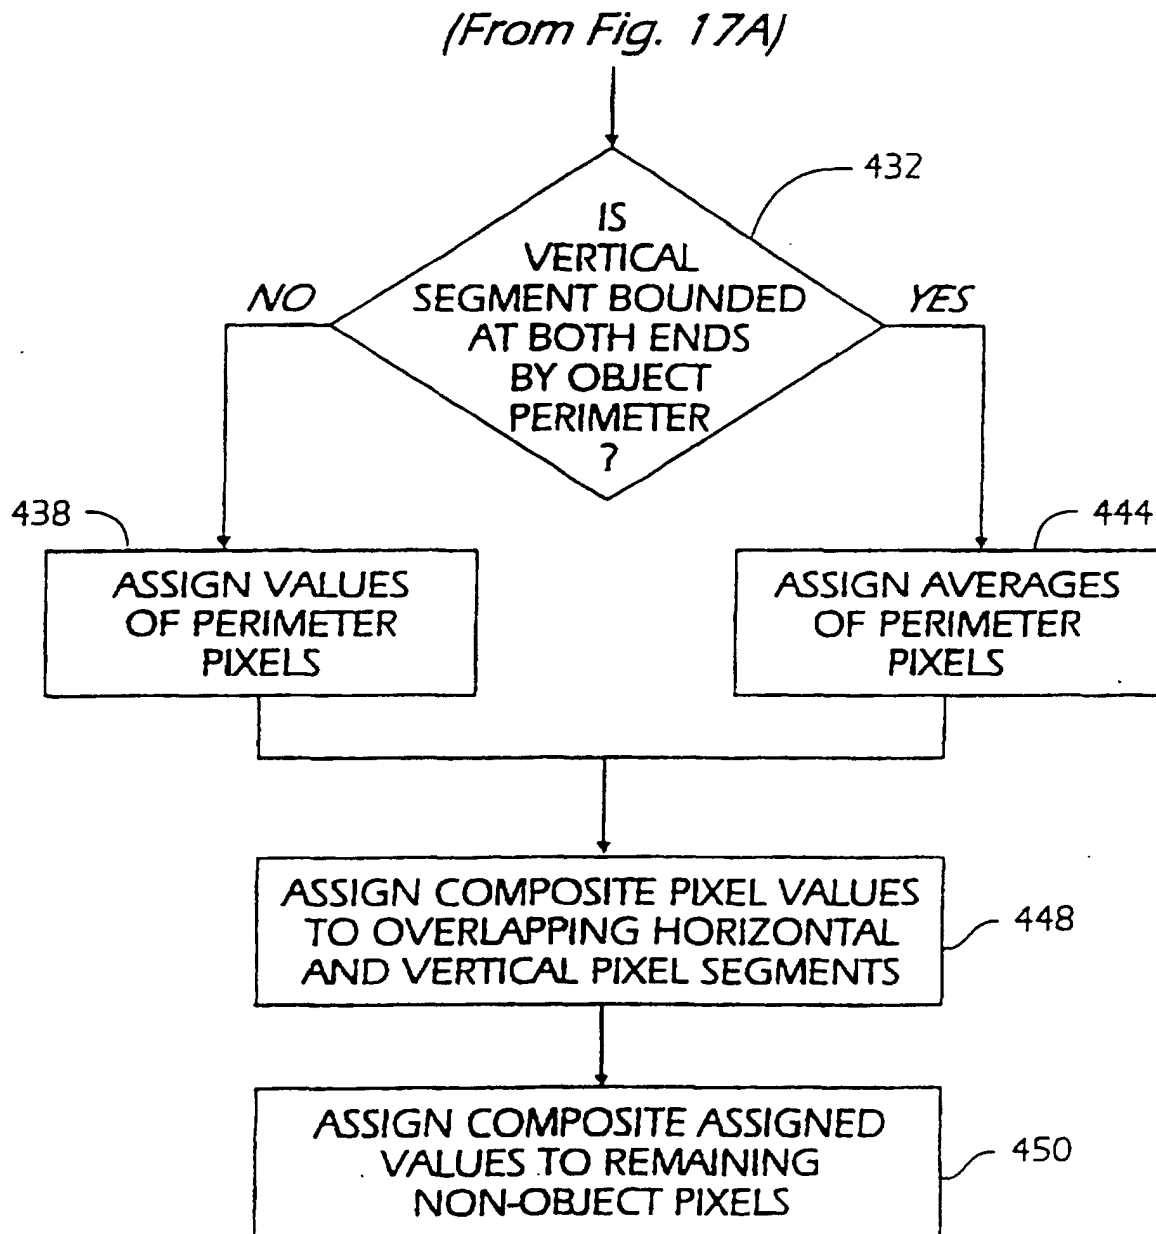 (From Fig. 17A)
432
IS
VERTICAL
SEGMENT BOUNDED
AT BOTH ENDS
BY OBJECT
PERIMETER
?
NO
YES
438
444
ASSIGN VALUES
OF PERIMETER
PIXELS
ASSIGN AVERAGES
OF PERIMETER
PIXELS
ASSIGN COMPOSITE PIXEL VALUES
TO OVERLAPPING HORIZONTAL
AND VERTICAL PIXEL SEGMENTS
448
ASSIGN COMPOSITE ASSIGNED
VALUES TO REMAINING
NON-OBJECT PIXELS
450